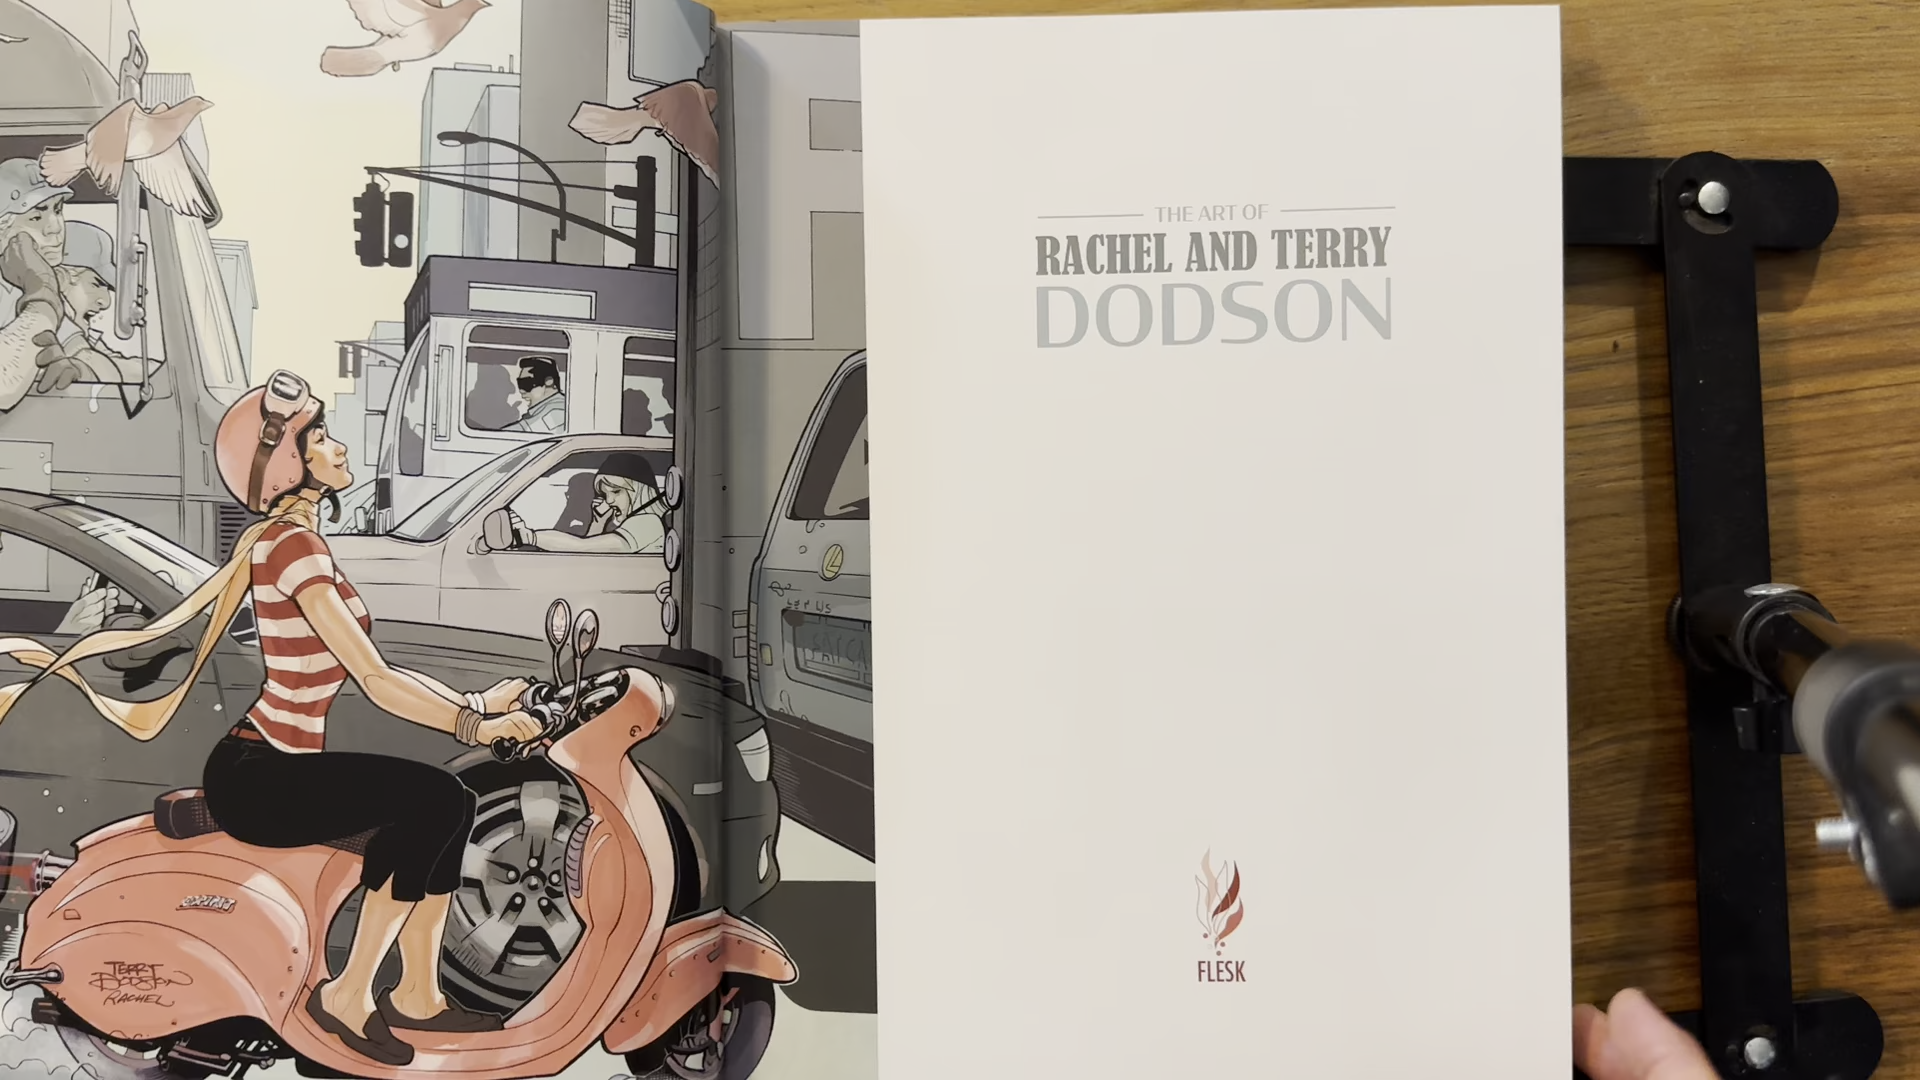 TERRY
DODSON
RACHEL
THE ART OF
RACHEL AND TERRY
DODSON
FLESK